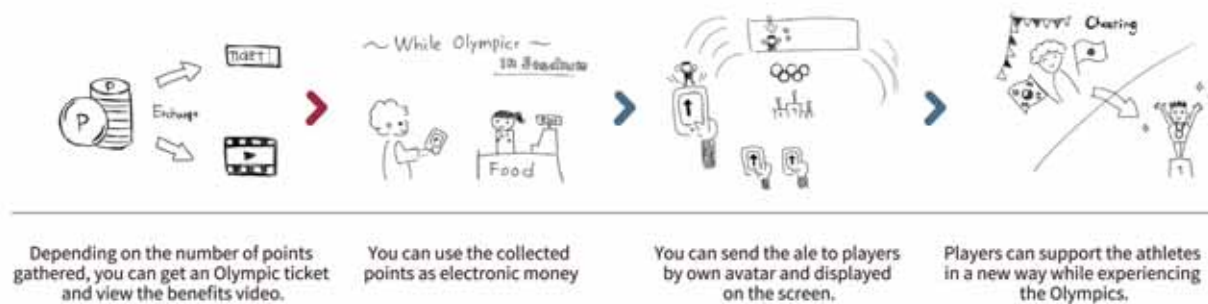 P
P
TICKET
Exchange
~ While Olympics ~
in Stadium
Food
Cheering
1
Depending on the number of points
gathered, you can get an Olympic ticket
and view the benefits video.
You can use the collected
points as electronic money
You can send the ale to players
by own avatar and displayed
on the screen.
Players can support the athletes
in a new way while experiencing
the Olympics.